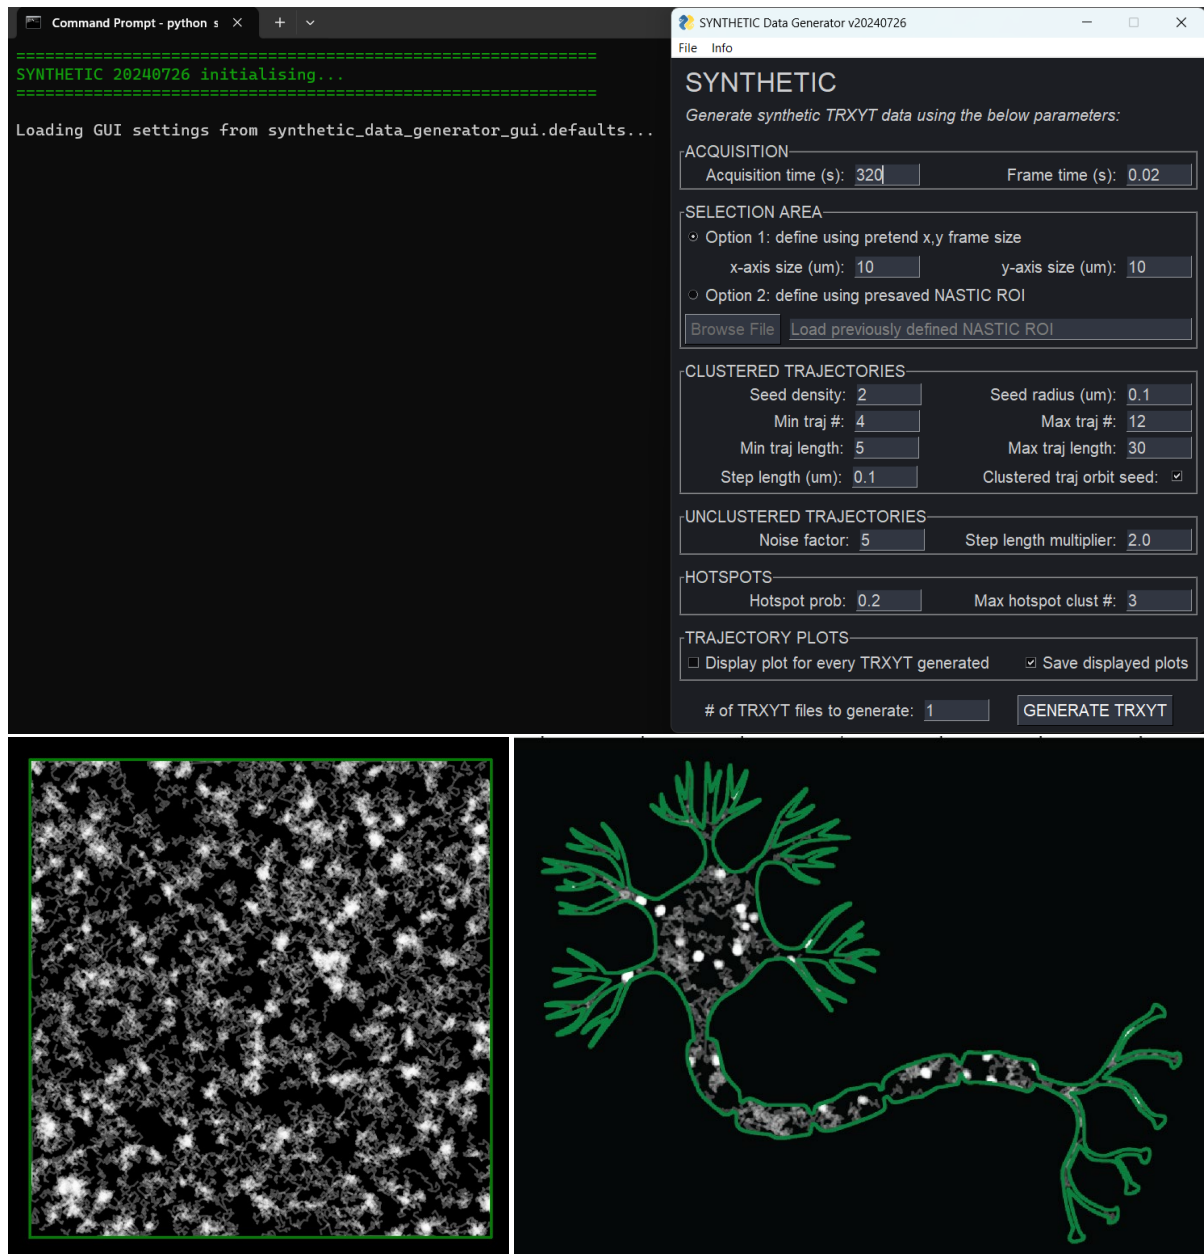 Command Prompt - python s
============================================================
SYNTHETIC 20240726 initialising...
============================================================
Loading GUI settings from synthetic_data_generator_gui.defaults...
SYNTHETIC Data Generator v20240726
File Info
SYNTHETIC
Generate synthetic TRXYT data using the below parameters:
ACQUISITION
Acquisition time (s): 320 Frame time (s): 0.02
SELECTION AREA
Option 1: define using pretend x,y frame size
x-axis size (um): 10 y-axis size (um): 10
Option 2: define using presaved NASTIC ROI
Browse File Load previously defined NASTIC ROI
CLUSTERED TRAJECTORIES
Seed density: 2 Seed radius (um): 0.1
Min traj #: 4 Max traj #: 12
Min traj length: 5 Max traj length: 30
Step length (um): 0.1 Clustered traj orbit seed:
UNCLUSTERED TRAJECTORIES
Noise factor: 5 Step length multiplier: 2.0
HOTSPOTS
Hotspot prob: 0.2 Max hotspot clust #: 3
TRAJECTORY PLOTS
Display plot for every TRXYT generated Save displayed plots
# of TRXYT files to generate: 1 GENERATE TRXYT